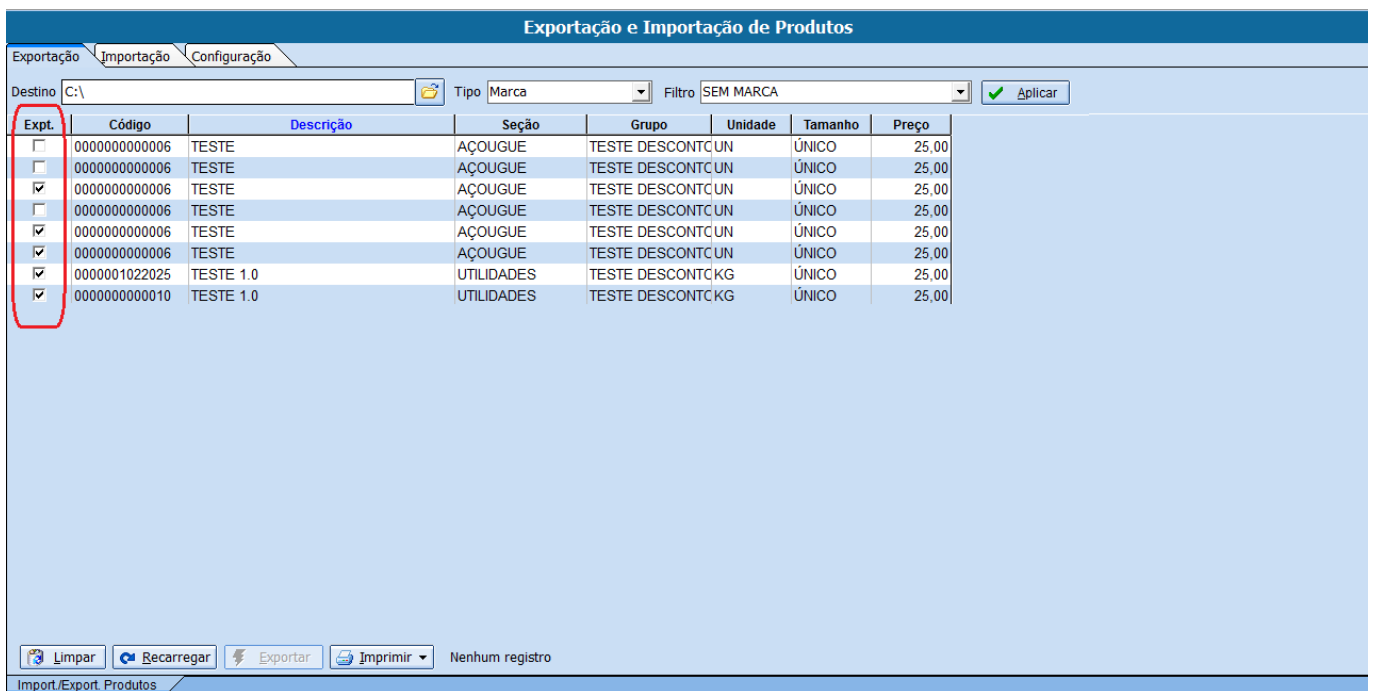 Exportação e Importação de Produtos
Exportação Importação Configuração
Destino C:\ Tipo Marca Filtro SEM MARCA Aplicar
Expt. Código Descrição Seção Grupo Unidade Tamanho Preço
0000000000006 TESTE AÇOUGUE TESTE DESCONTO UN ÚNICO 25,00
0000000000006 TESTE AÇOUGUE TESTE DESCONTO UN ÚNICO 25,00
0000000000006 TESTE AÇOUGUE TESTE DESCONTO UN ÚNICO 25,00
0000000000006 TESTE AÇOUGUE TESTE DESCONTO UN ÚNICO 25,00
0000000000006 TESTE AÇOUGUE TESTE DESCONTO UN ÚNICO 25,00
0000000000006 TESTE AÇOUGUE TESTE DESCONTO UN ÚNICO 25,00
0000001022025 TESTE 1.0 UTILIDADES TESTE DESCONTO KG ÚNICO 25,00
0000000000010 TESTE 1.0 UTILIDADES TESTE DESCONTO KG ÚNICO 25,00
Limpar Recarregar Exportar Imprimir Nenhum registro
Import./Export. Produtos